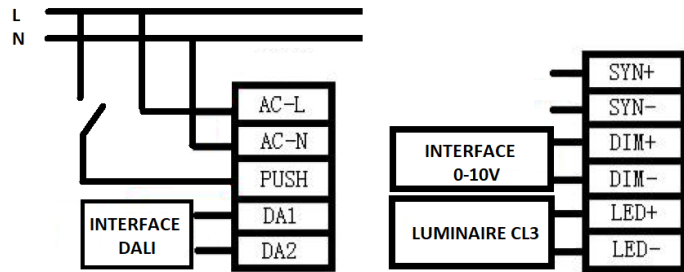 L
N
AC-L
AC-N
PUSH
DA1
DA2
INTERFACE
DALI
SYN+
SYN-
DIM+
DIM-
LED+
LED-
INTERFACE
0-10V
LUMINAIRE CL3